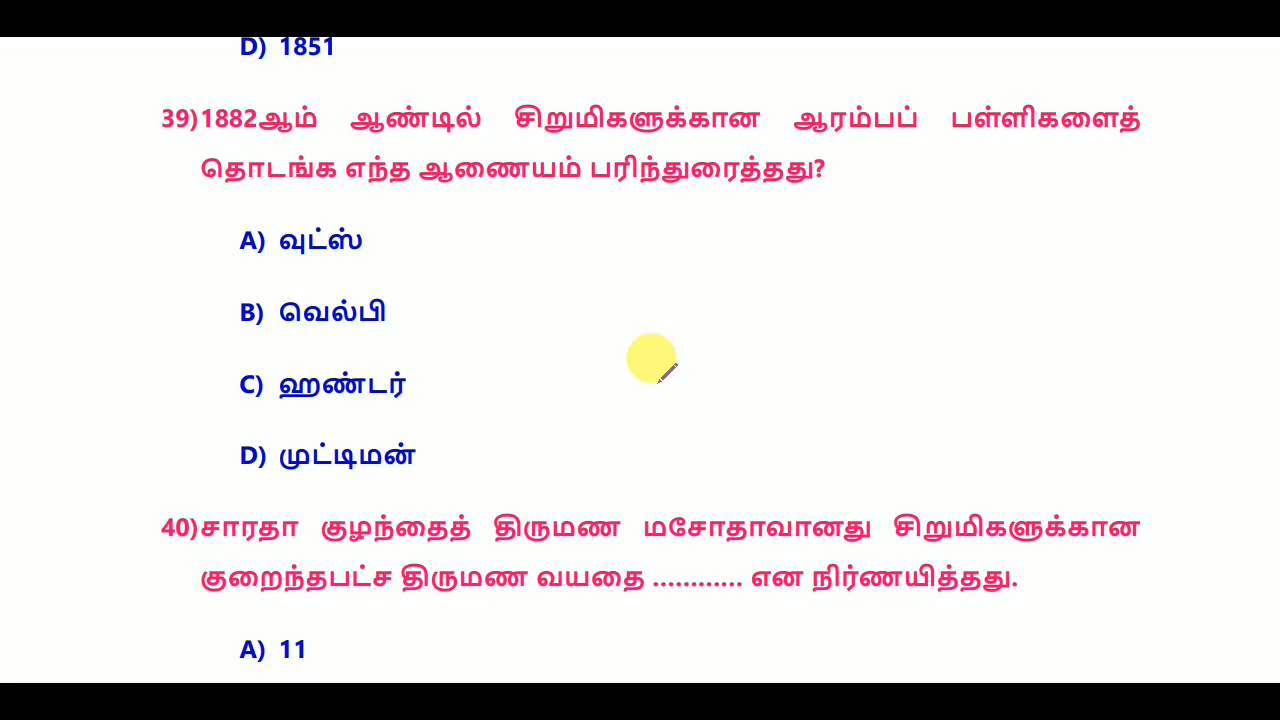 D) 1851
39)1882ஆம் ஆண்டில் சிறுமிகளுக்கான ஆரம்பப் பள்ளிகளைத்
தொடங்க எந்த ஆணையம் பரிந்துரைத்தது?
A) வுட்ஸ்
B) வெல்பி
C) ஹண்டர்
D) முட்டிமன்
40)சாரதா குழந்தைத் திருமண மசோதாவானது சிறுமிகளுக்கான
குறைந்தபட்ச திருமண வயதை ............ என நிர்ணயித்தது.
A) 11